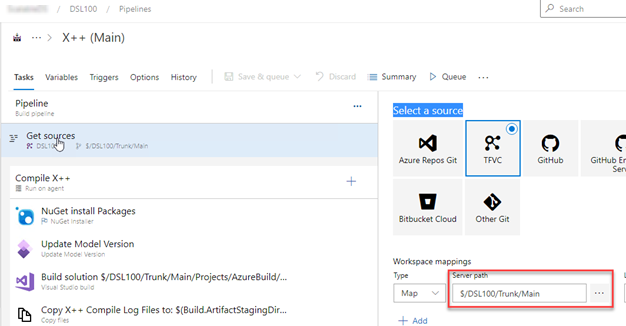 DSL100 / Pipelines
Search
··· > X++ (Main)
Tasks Variables Triggers Options History Save & queue Discard Summary Queue ···
Pipeline
Build pipeline
Get sources
$/DSL100/Trunk/Main
Compile X++
Run on agent
NuGet install Packages
NuGet Installer
Update Model Version
Update Model Version
Build solution $/DSL100/Trunk/Main/Projects/AzureBuild/...
Visual Studio build
Copy X++ Compile Log Files to: $(Build.ArtifactStagingDir...
Copy files
Select a source
Azure Repos Git
TFVC
GitHub
GitHub En
Serv
Bitbucket Cloud
Other Git
Workspace mappings
Type
Server path
L
Map
$/DSL100/Trunk/Main
···
+ Add